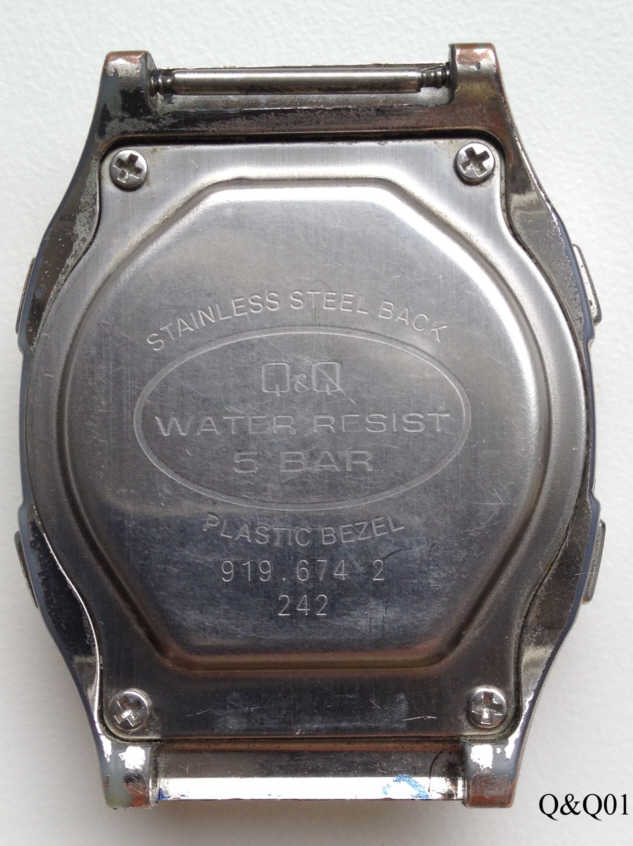 STAINLESS STEEL BACK
Q&Q
WATER RESIST
5 BAR
PLASTIC BEZEL
919.674 2
242
Q&Q01